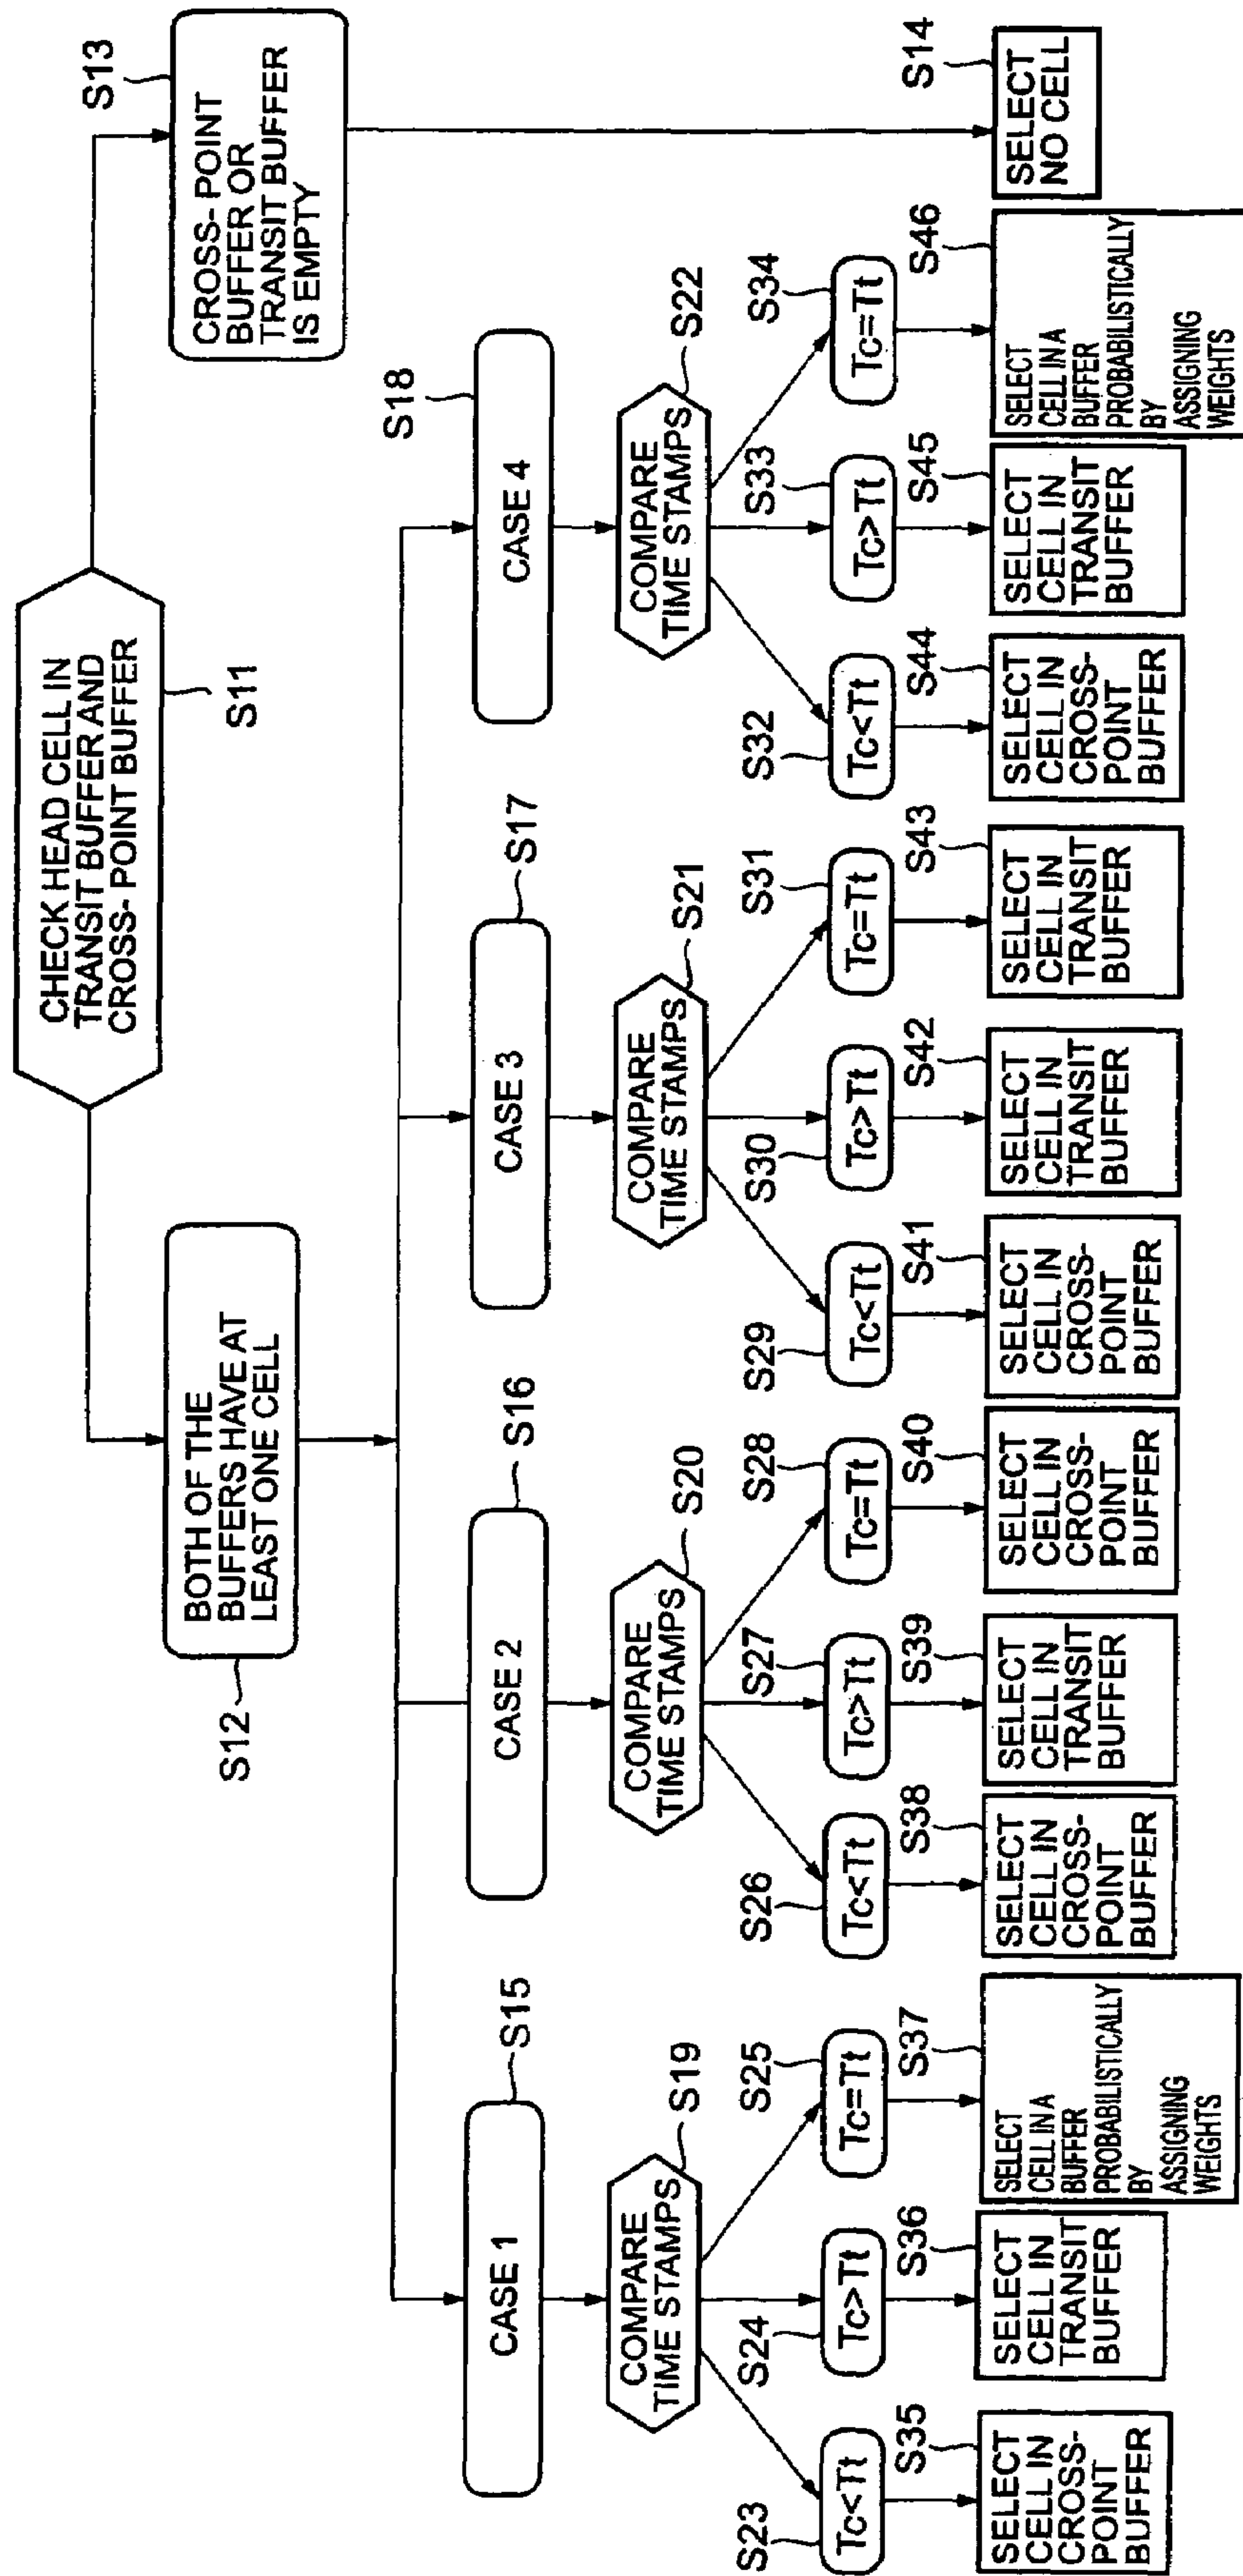 CHECK HEAD CELL IN
TRANSIT BUFFER AND
CROSS- POINT BUFFER
S11
BOTH OF THE
BUFFERS HAVE AT
LEAST ONE CELL
S12
CROSS- POINT
BUFFER OR
TRANSIT BUFFER
IS EMPTY
S13
CASE 1
S15
CASE 2
S16
CASE 3
S17
CASE 4
S18
COMPARE
TIME STAMPS
S19
COMPARE
TIME STAMPS
S20
COMPARE
TIME STAMPS
S21
COMPARE
TIME STAMPS
S22
S23
Tc<Tt
S24
Tc>Tt
S25
Tc=Tt
S26
Tc<Tt
S27
Tc>Tt
S28
Tc=Tt
S29
Tc<Tt
S30
Tc>Tt
S31
Tc=Tt
S32
Tc<Tt
S33
Tc>Tt
S34
Tc=Tt
S35
SELECT
CELL IN
CROSS-
POINT
BUFFER
S36
SELECT
CELL IN
TRANSIT
BUFFER
S37
SELECT
CELL IN A
BUFFER
PROBABILISTICALLY
BY
ASSIGNING
WEIGHTS
S38
SELECT
CELL IN
CROSS-
POINT
BUFFER
S39
SELECT
CELL IN
TRANSIT
BUFFER
S40
SELECT
CELL IN
CROSS-
POINT
BUFFER
S41
SELECT
CELL IN
CROSS-
POINT
BUFFER
S42
SELECT
CELL IN
TRANSIT
BUFFER
S43
SELECT
CELL IN
TRANSIT
BUFFER
S44
SELECT
CELL IN
CROSS-
POINT
BUFFER
S45
SELECT
CELL IN
TRANSIT
BUFFER
S46
SELECT
CELL IN A
BUFFER
PROBABILISTICALLY
BY
ASSIGNING
WEIGHTS
S14
SELECT
NO CELL